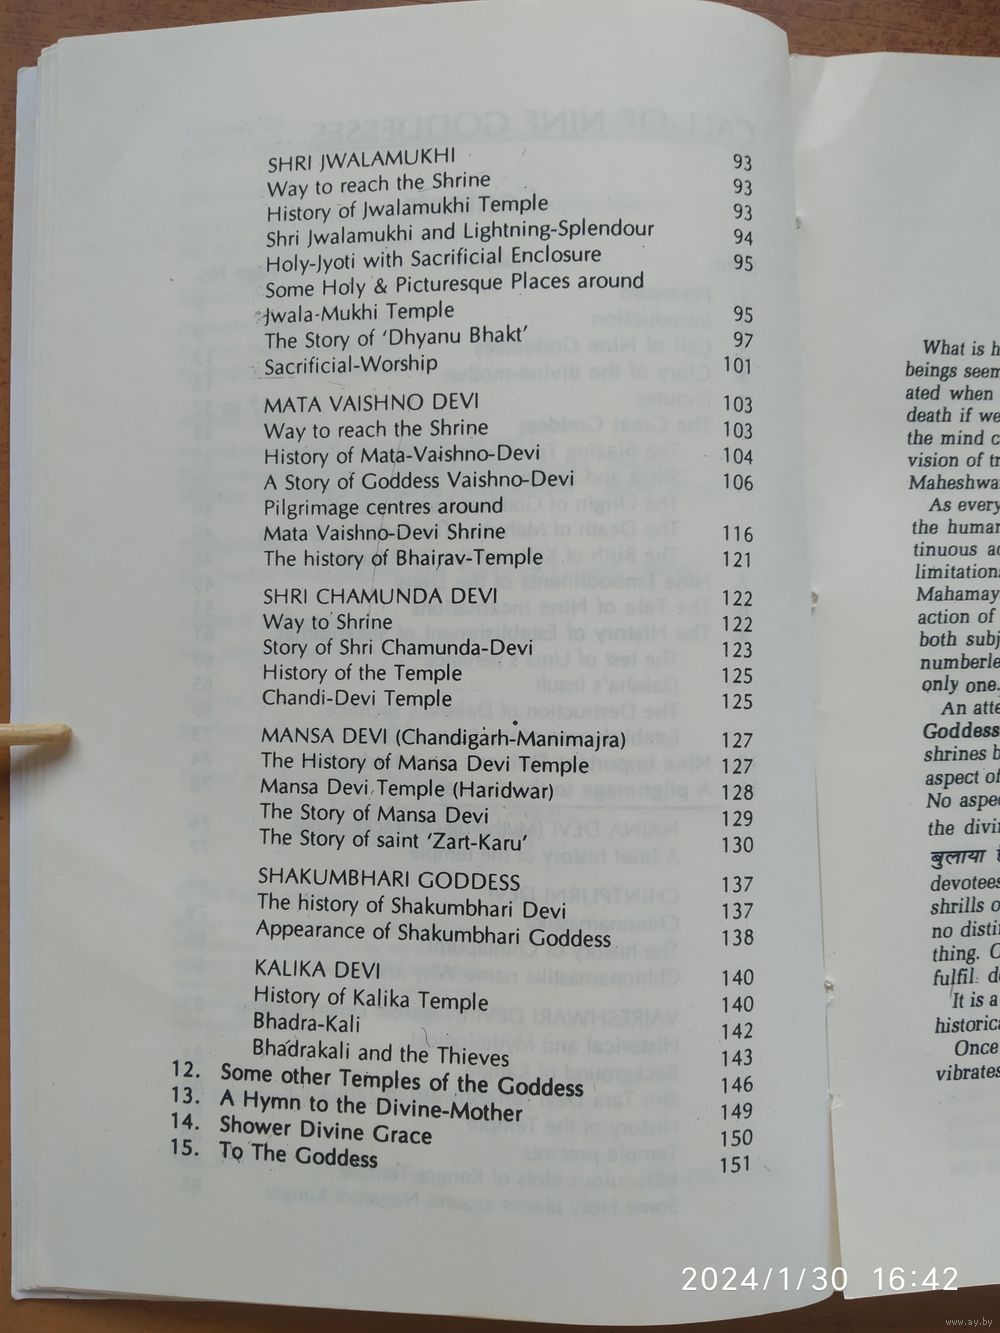 SHRI JWALAMUKHI 93
Way to reach the Shrine 93
History of Jwalamukhi Temple 93
Shri Jwalamukhi and Lightning-Splendour 94
Holy-Jyoti with Sacrificial Enclosure 95
Some Holy & Picturesque Places around
Jwala-Mukhi Temple 95
The Story of 'Dhyanu Bhakt' 97
Sacrificial-Worship 101
MATA VAISHNO DEVI 103
Way to reach the Shrine 103
History of Mata-Vaishno-Devi 104
A Story of Goddess Vaishno-Devi 106
Pilgrimage centres around
Mata Vaishno-Devi Shrine 116
The history of Bhairav-Temple 121
SHRI CHAMUNDA DEVI 122
Way to Shrine 122
Story of Shri Chamunda-Devi 123
History of the Temple 125
Chandi-Devi Temple 125
MANSA DEVI (Chandigarh-Manimajra) 127
The History of Mansa Devi Temple 127
Mansa Devi Temple (Haridwar) 128
The Story of Mansa Devi 129
The Story of saint 'Zart-Karu' 130
SHAKUMBHARI GODDESS 137
The history of Shakumbhari Devi 137
Appearance of Shakumbhari Goddess 138
KALIKA DEVI 140
History of Kalika Temple 140
Bhadra-Kali 142
Bhadrakali and the Thieves 143
12. Some other Temples of the Goddess 146
13. A Hymn to the Divine-Mother 149
14. Shower Divine Grace 150
15. To The Goddess 151
What is h
beings seem
ated when
death if we
the mind c
vision of tr
Maheshwa
As every
the human
tinuous ac
limitation
Mahamay
action of
both subj
numberle
only one.
An atte
Goddess
shrines b
aspect of
No aspe
the divi
बुलाया
devotees
shrills o
no disti
thing. C
fulfil d
It is a
historica
Once
vibrates
2024/1/30 16:42
www.ay.by